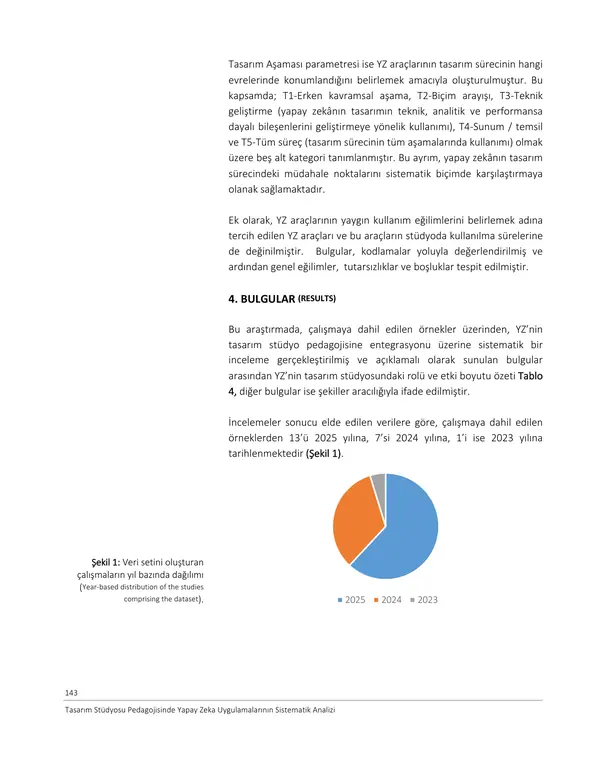 Tasarım Aşaması parametresi ise YZ araçlarının tasarım sürecinin hangi
evrelerinde konumlandığını belirlemek amacıyla oluşturulmuştur. Bu
kapsamda; T1-Erken kavramsal aşama, T2-Biçim arayışı, T3-Teknik
geliştirme (yapay zekânın tasarımın teknik, analitik ve performansa
dayalı bileşenlerini geliştirmeye yönelik kullanımı), T4-Sunum / temsil
ve T5-Tüm süreç (tasarım sürecinin tüm aşamalarında kullanımı) olmak
üzere beş alt kategori tanımlanmıştır. Bu ayrım, yapay zekânın tasarım
sürecindeki müdahale noktalarını sistematik biçimde karşılaştırmaya
olanak sağlamaktadır.
Ek olarak, YZ araçlarının yaygın kullanım eğilimlerini belirlemek adına
tercih edilen YZ araçları ve bu araçların stüdyoda kullanılma sürelerine
de değinilmiştir. Bulgular, kodlamalar yoluyla değerlendirilmiş ve
ardından genel eğilimler, tutarsızlıklar ve boşluklar tespit edilmiştir.
4. BULGULAR (RESULTS)
Bu araştırmada, çalışmaya dahil edilen örnekler üzerinden, YZ’nin
tasarım stüdyo pedagojisine entegrasyonu üzerine sistematik bir
inceleme gerçekleştirilmiş ve açıklamalı olarak sunulan bulgular
arasından YZ’nin tasarım stüdyosundaki rolü ve etki boyutu özeti Tablo
4, diğer bulgular ise şekiller aracılığıyla ifade edilmiştir.
İncelemeler sonucu elde edilen verilere göre, çalışmaya dahil edilen
örneklerden 13’ü 2025 yılına, 7’si 2024 yılına, 1’i ise 2023 yılına
tarihlenmektedir (Şekil 1).
Şekil 1: Veri setini oluşturan
çalışmaların yıl bazında dağılımı
(Year-based distribution of the studies
comprising the dataset).
2025 2024 2023
143
Tasarım Stüdyosu Pedagojisinde Yapay Zeka Uygulamalarının Sistematik Analizi